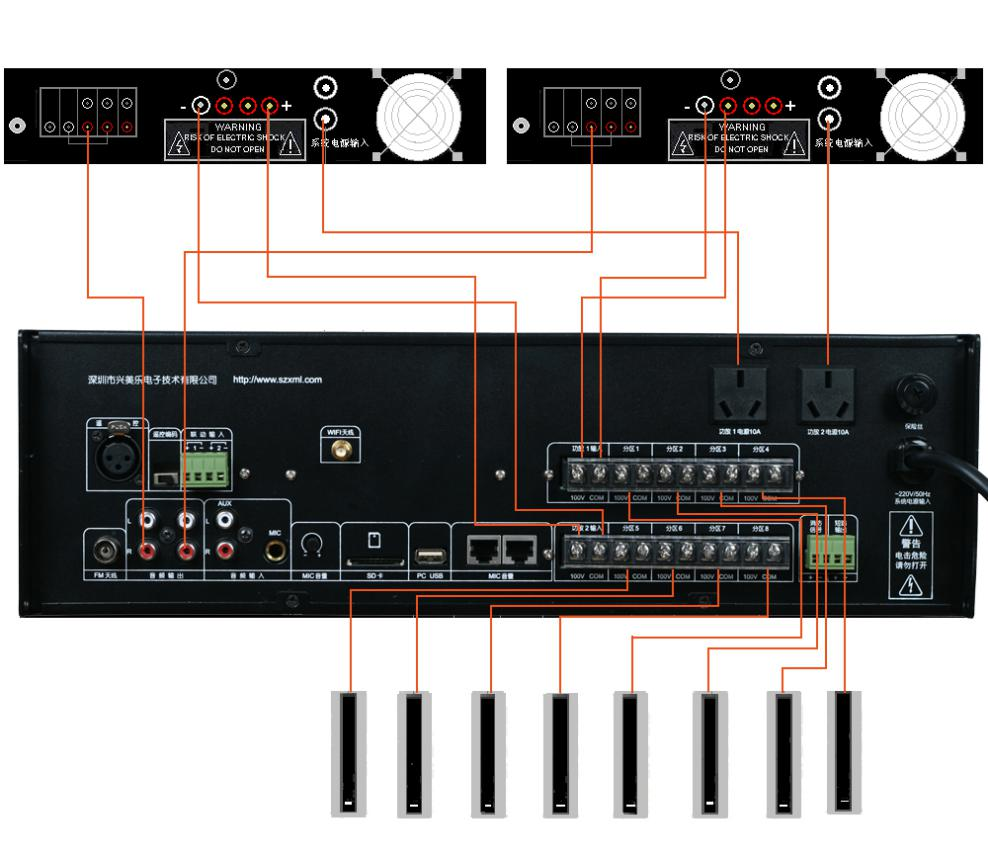 - +
WARNING
RISK OF ELECTRIC SHOCK
DO NOT OPEN
系统电源输入
- +
WARNING
RISK OF ELECTRIC SHOCK
DO NOT OPEN
系统电源输入
深圳市兴美乐电子技术有限公司 http://www.szxml.com
功放 1 电源10A
功放 2 电源10A
保险丝
遥 控
遥控编码
联 动 输 入
+ 1 - + 2 -
WIFI天线
功放 1 输入 分区 1 分区 2 分区 3 分区 4
100V COM 100V COM 100V COM 100V COM 100V COM
~220V/50Hz
系统电源输入
AUX
L L
R R
MIC
功放 2 输入 分区 5 分区 6 分区 7 分区 8
100V COM 100V COM 100V COM 100V COM 100V COM
警告
电击危险
请勿打开
FM 天线
音 频 输 出
音 频 输 入
MIC 音量
SD卡
PC USB
MIC 音量